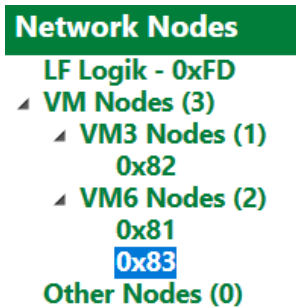 Network Nodes
LF Logik - 0xFD
VM Nodes (3)
VM3 Nodes (1)
0x82
VM6 Nodes (2)
0x81
0x83
Other Nodes (0)